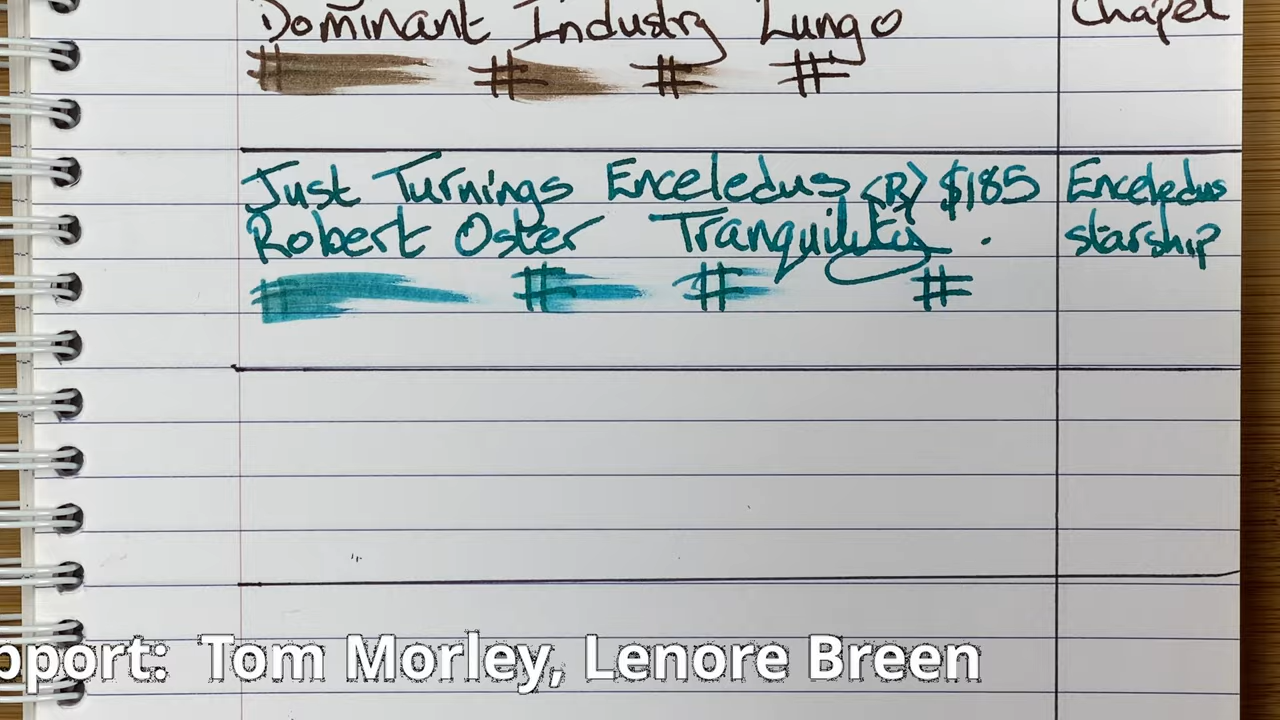 Dominant Industry Lungo
Chapel
# # # #
Just Turnings Enceledus <R> $185
Enceledus
Robert Oster Tranquility.
starship
# # # #
pport: Tom Morley, Lenore Breen